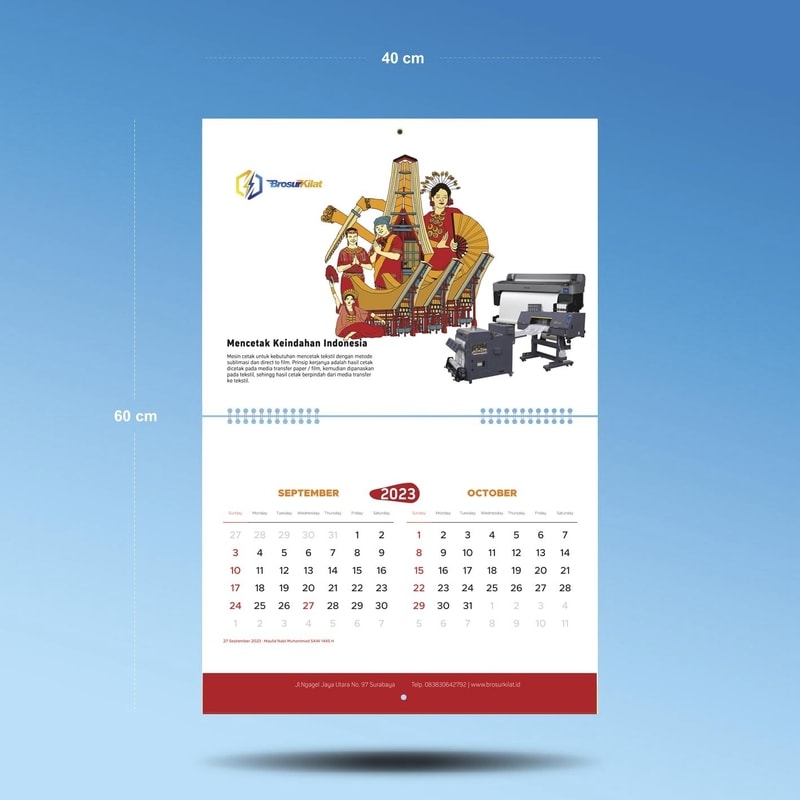 40 cm
60 cm
BrosurKilat
Mencetak Keindahan Indonesia
Mesin cetak untuk kebutuhan mencetak tekstil dengan metode
sublimasi dan direct to film. Prinsip kerjanya adalah hasil cetak
dicetak pada media transfer paper / film, kemudian dipanaskan
pada tekstil, sehingg hasil cetak berpindah dari media transfer
ke tekstil.
SEPTEMBER 2023 OCTOBER
Sunday Monday Tuesday Wednesday Thursday Friday Saturday Sunday Monday Tuesday Wednesday Thursday Friday Saturday
27 28 29 30 31 1 2 1 2 3 4 5 6 7
3 4 5 6 7 8 9 8 9 10 11 12 13 14
10 11 12 13 14 15 16 15 16 17 18 19 20 21
17 18 19 20 21 22 23 22 23 24 25 26 27 28
24 25 26 27 28 29 30 29 30 31 1 2 3 4
1 2 3 4 5 6 7 5 6 7 8 9 10 11
27 September 2023 : Maulid Nabi Muhammad SAW 1445 H
Jl.Ngagel Jaya Utara No. 97 Surabaya Telp. 083830642792 | www.brosurkilat.id